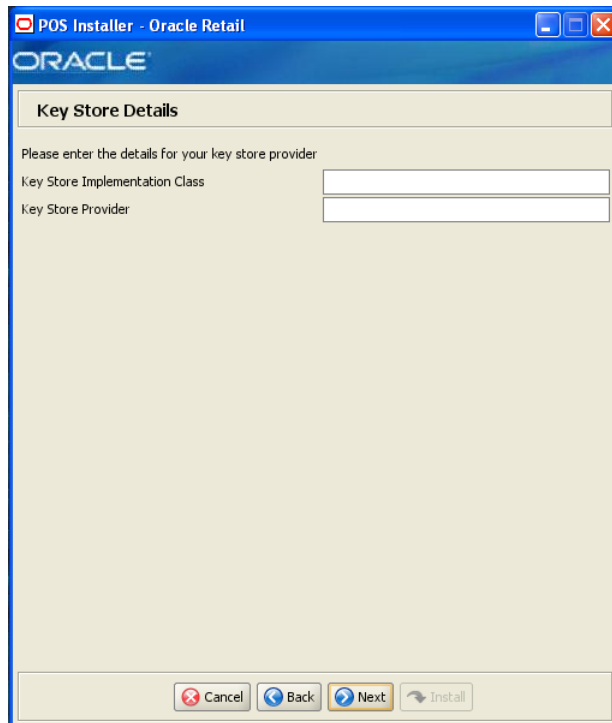 POS Installer - Oracle Retail
ORACLE
Key Store Details
Please enter the details for your key store provider
Key Store Implementation Class
Key Store Provider
Cancel Back Next Install